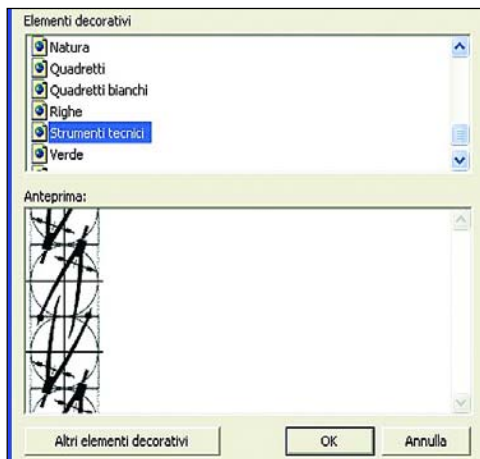 Elementi decorativi
Natura
Quadretti
Quadretti bianchi
Righe
Strumenti tecnici
Verde
Anteprima:
Altri elementi decorativi
OK
Annulla